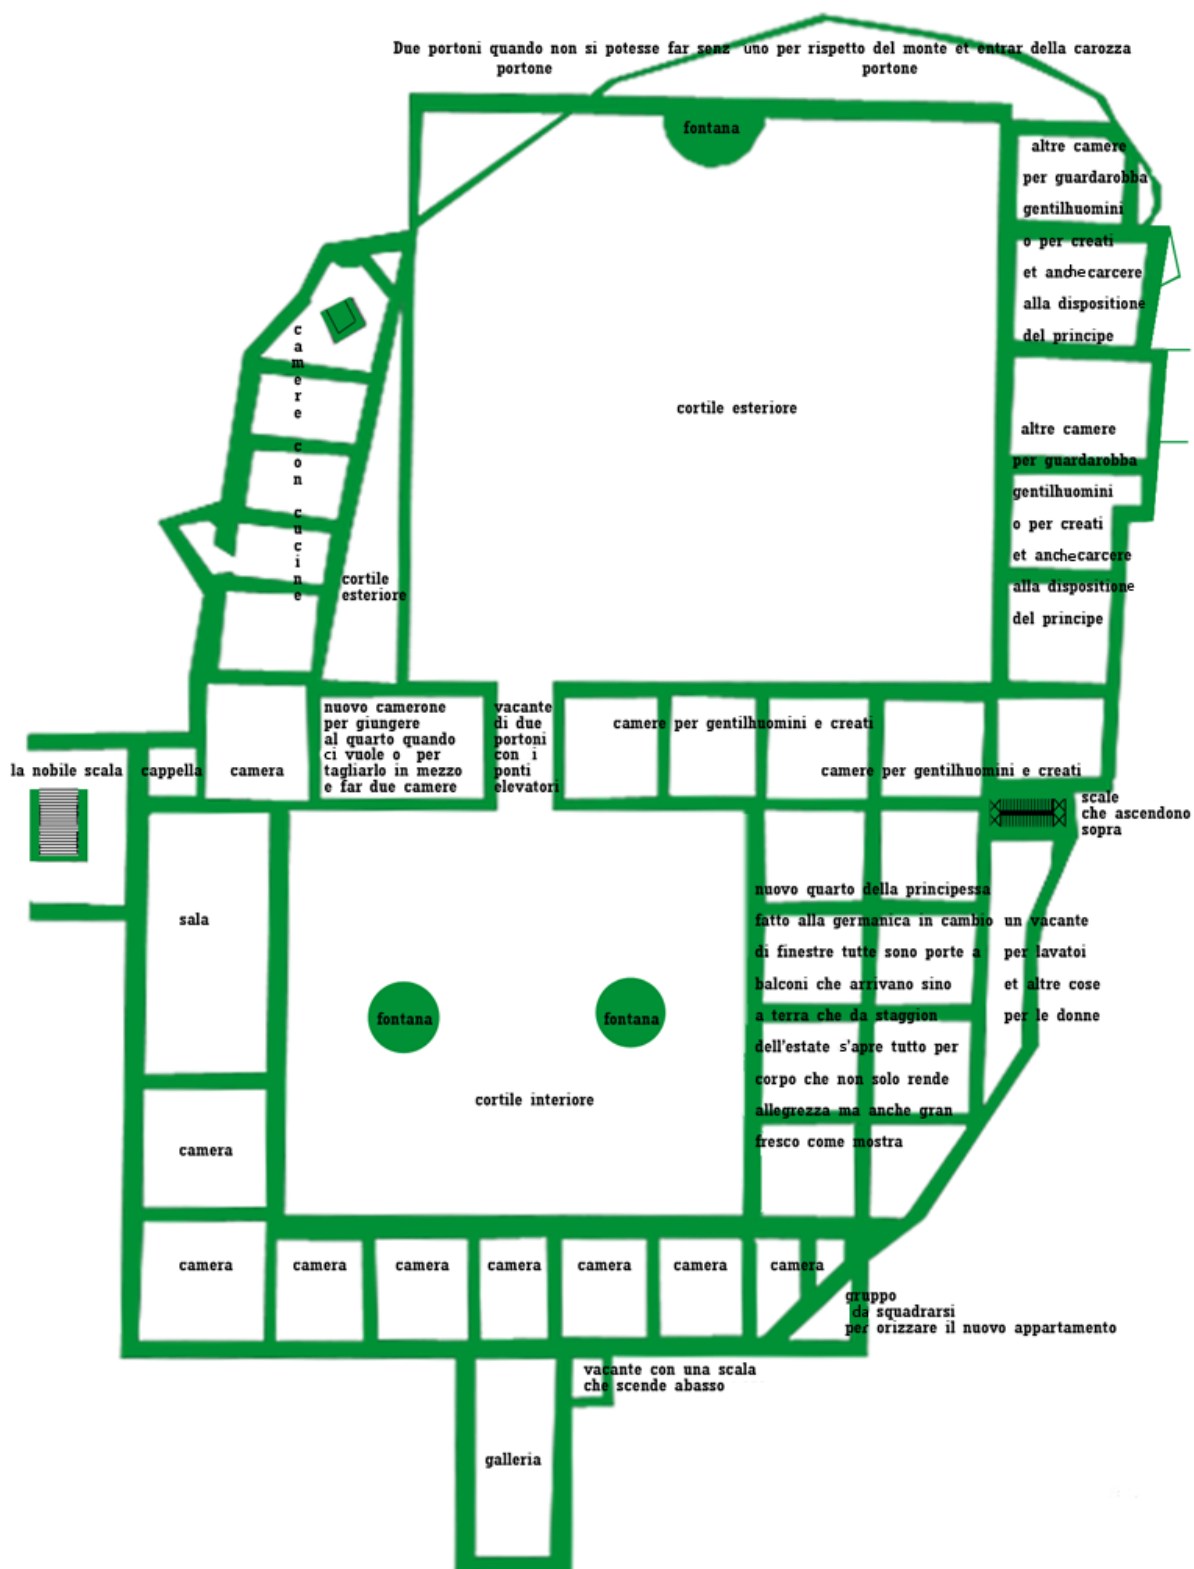 Due portoni quando non si potesse far senz uno per rispetto del monte et entrar della carozza
portone
portone
fontana
altre camere
per guardarobba
gentilhuomini
o per creati
et anche carcere
alla disposizione
del principe
camere con cucine
cortile esteriore
altre camere
per guardarobba
gentilhuomini
o per creati
et anche carcere
alla disposizione
del principe
cortile
esteriore
nuovo camerone
per giungere
al quarto quando
ci vuole o per
tagliarlo in mezzo
e far due camere
vacante
di due
portoni
con i
ponti
elevatori
camere per gentilhuomini e creati
camere per gentilhuomini e creati
la nobile scala
cappella
camera
scale
che ascendono
sopra
sala
nuovo quarto della principessa
fatto alla germanica in cambio
di finestre tutte sono porte a
balconi che arrivano sino
a terra che da staggion
dell'estate s'apre tutto per
corpo che non solo rende
allegrezza ma anche gran
fresco come mostra
un vacante
per lavatoi
et altre cose
per le donne
fontana
fontana
cortile interiore
camera
camera
camera
camera
camera
camera
camera
camera
gruppo
da squadrarsi
per orizzare il nuovo appartamento
vacante con una scala
che scende abasso
galleria